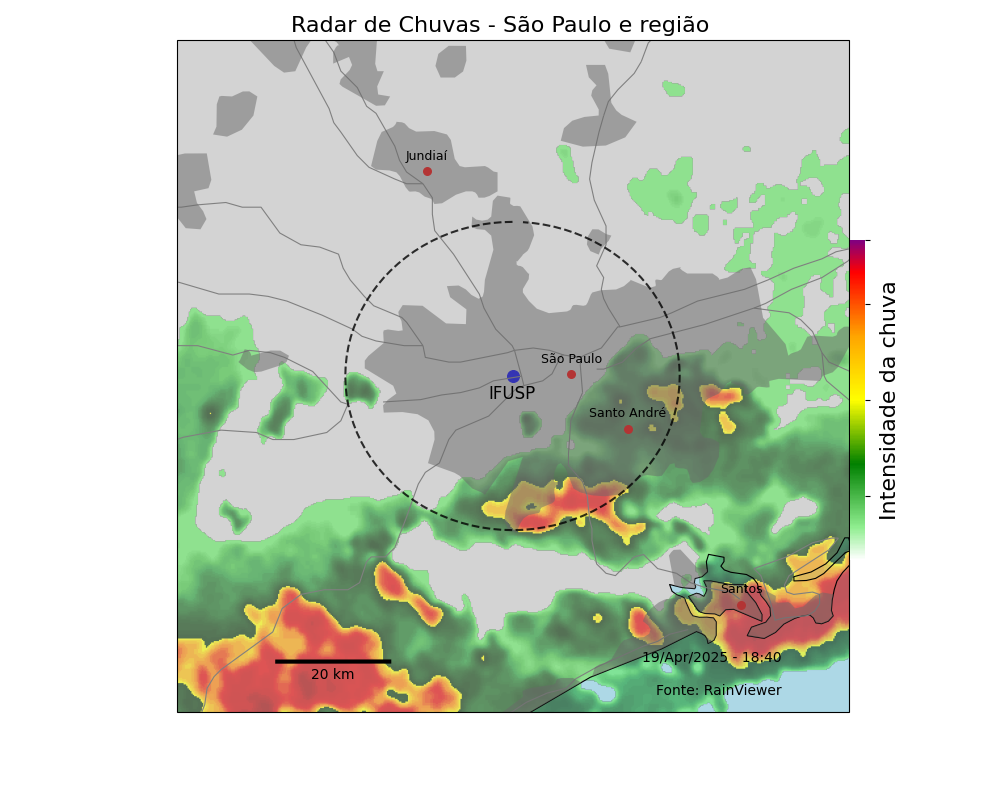 Radar de Chuvas - São Paulo e região
Jundiaí
São Paulo
IFUSP
Santo André
Intensidade da chuva
Santos
19/Apr/2025 - 18:40
20 km
Fonte: RainViewer